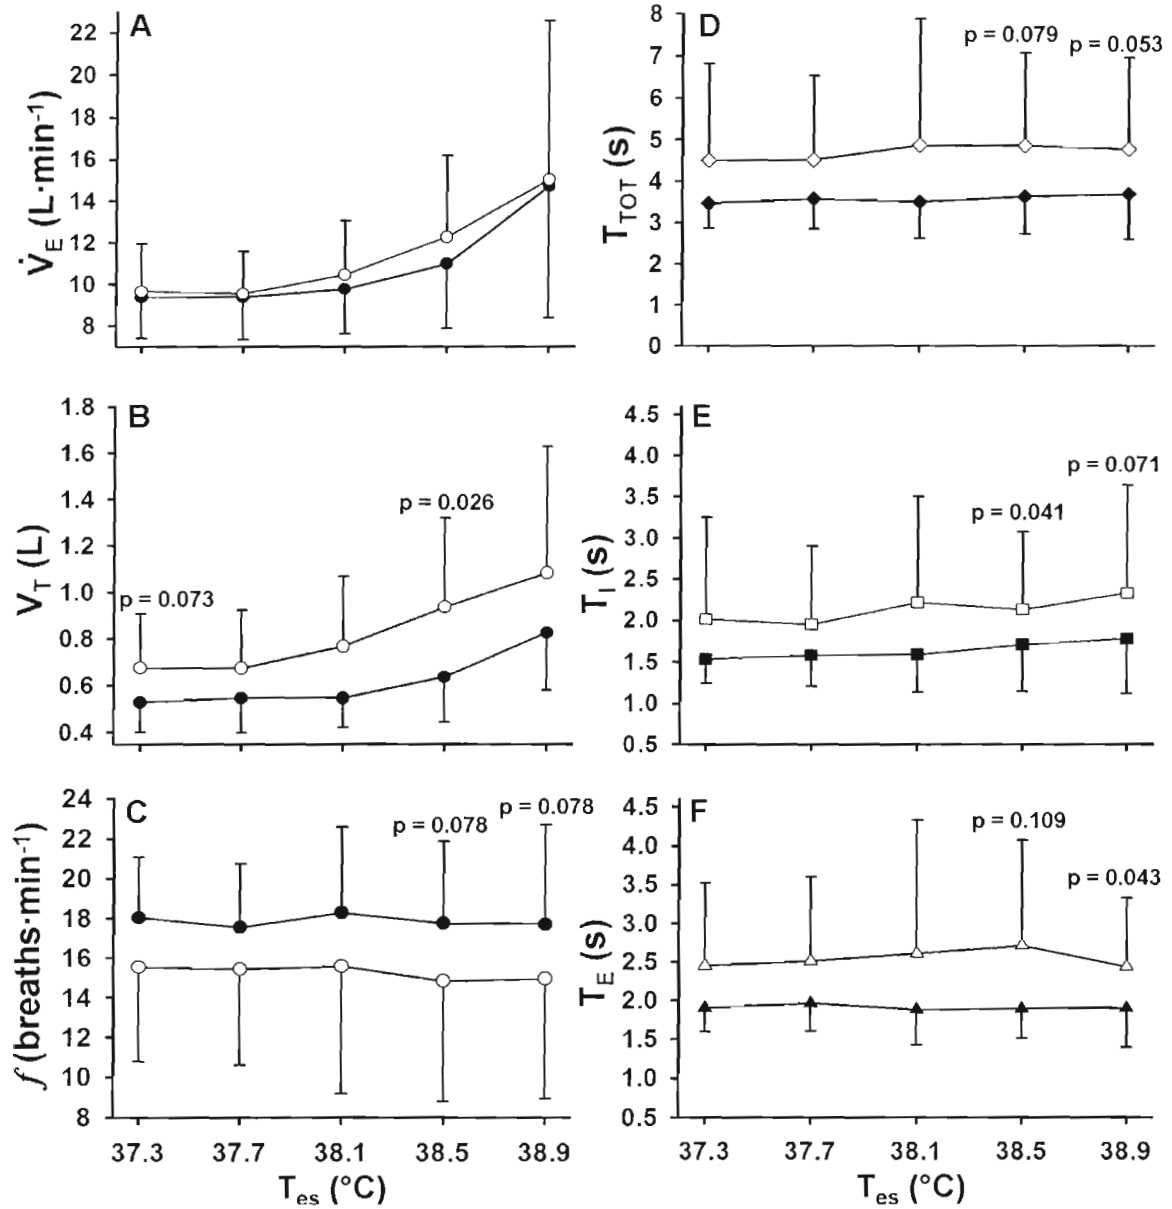 A
V̇E (L·min-1)
22
20
18
16
14
12
10
8
D
TTOT (s)
8
7
6
5
4
3
2
1
0
p = 0.079
p = 0.053
B
VT (L)
1.8
1.6
1.4
1.2
1.0
0.8
0.6
0.4
p = 0.073
p = 0.026
E
TI (s)
4.5
4.0
3.5
3.0
2.5
2.0
1.5
1.0
0.5
p = 0.041
p = 0.071
C
f (breaths·min-1)
24
22
20
18
16
14
12
10
8
p = 0.078
p = 0.078
37.3 37.7 38.1 38.5 38.9
Tes (°C)
F
TE (s)
4.5
4.0
3.5
3.0
2.5
2.0
1.5
1.0
0.5
p = 0.109
p = 0.043
37.3 37.7 38.1 38.5 38.9
Tes (°C)